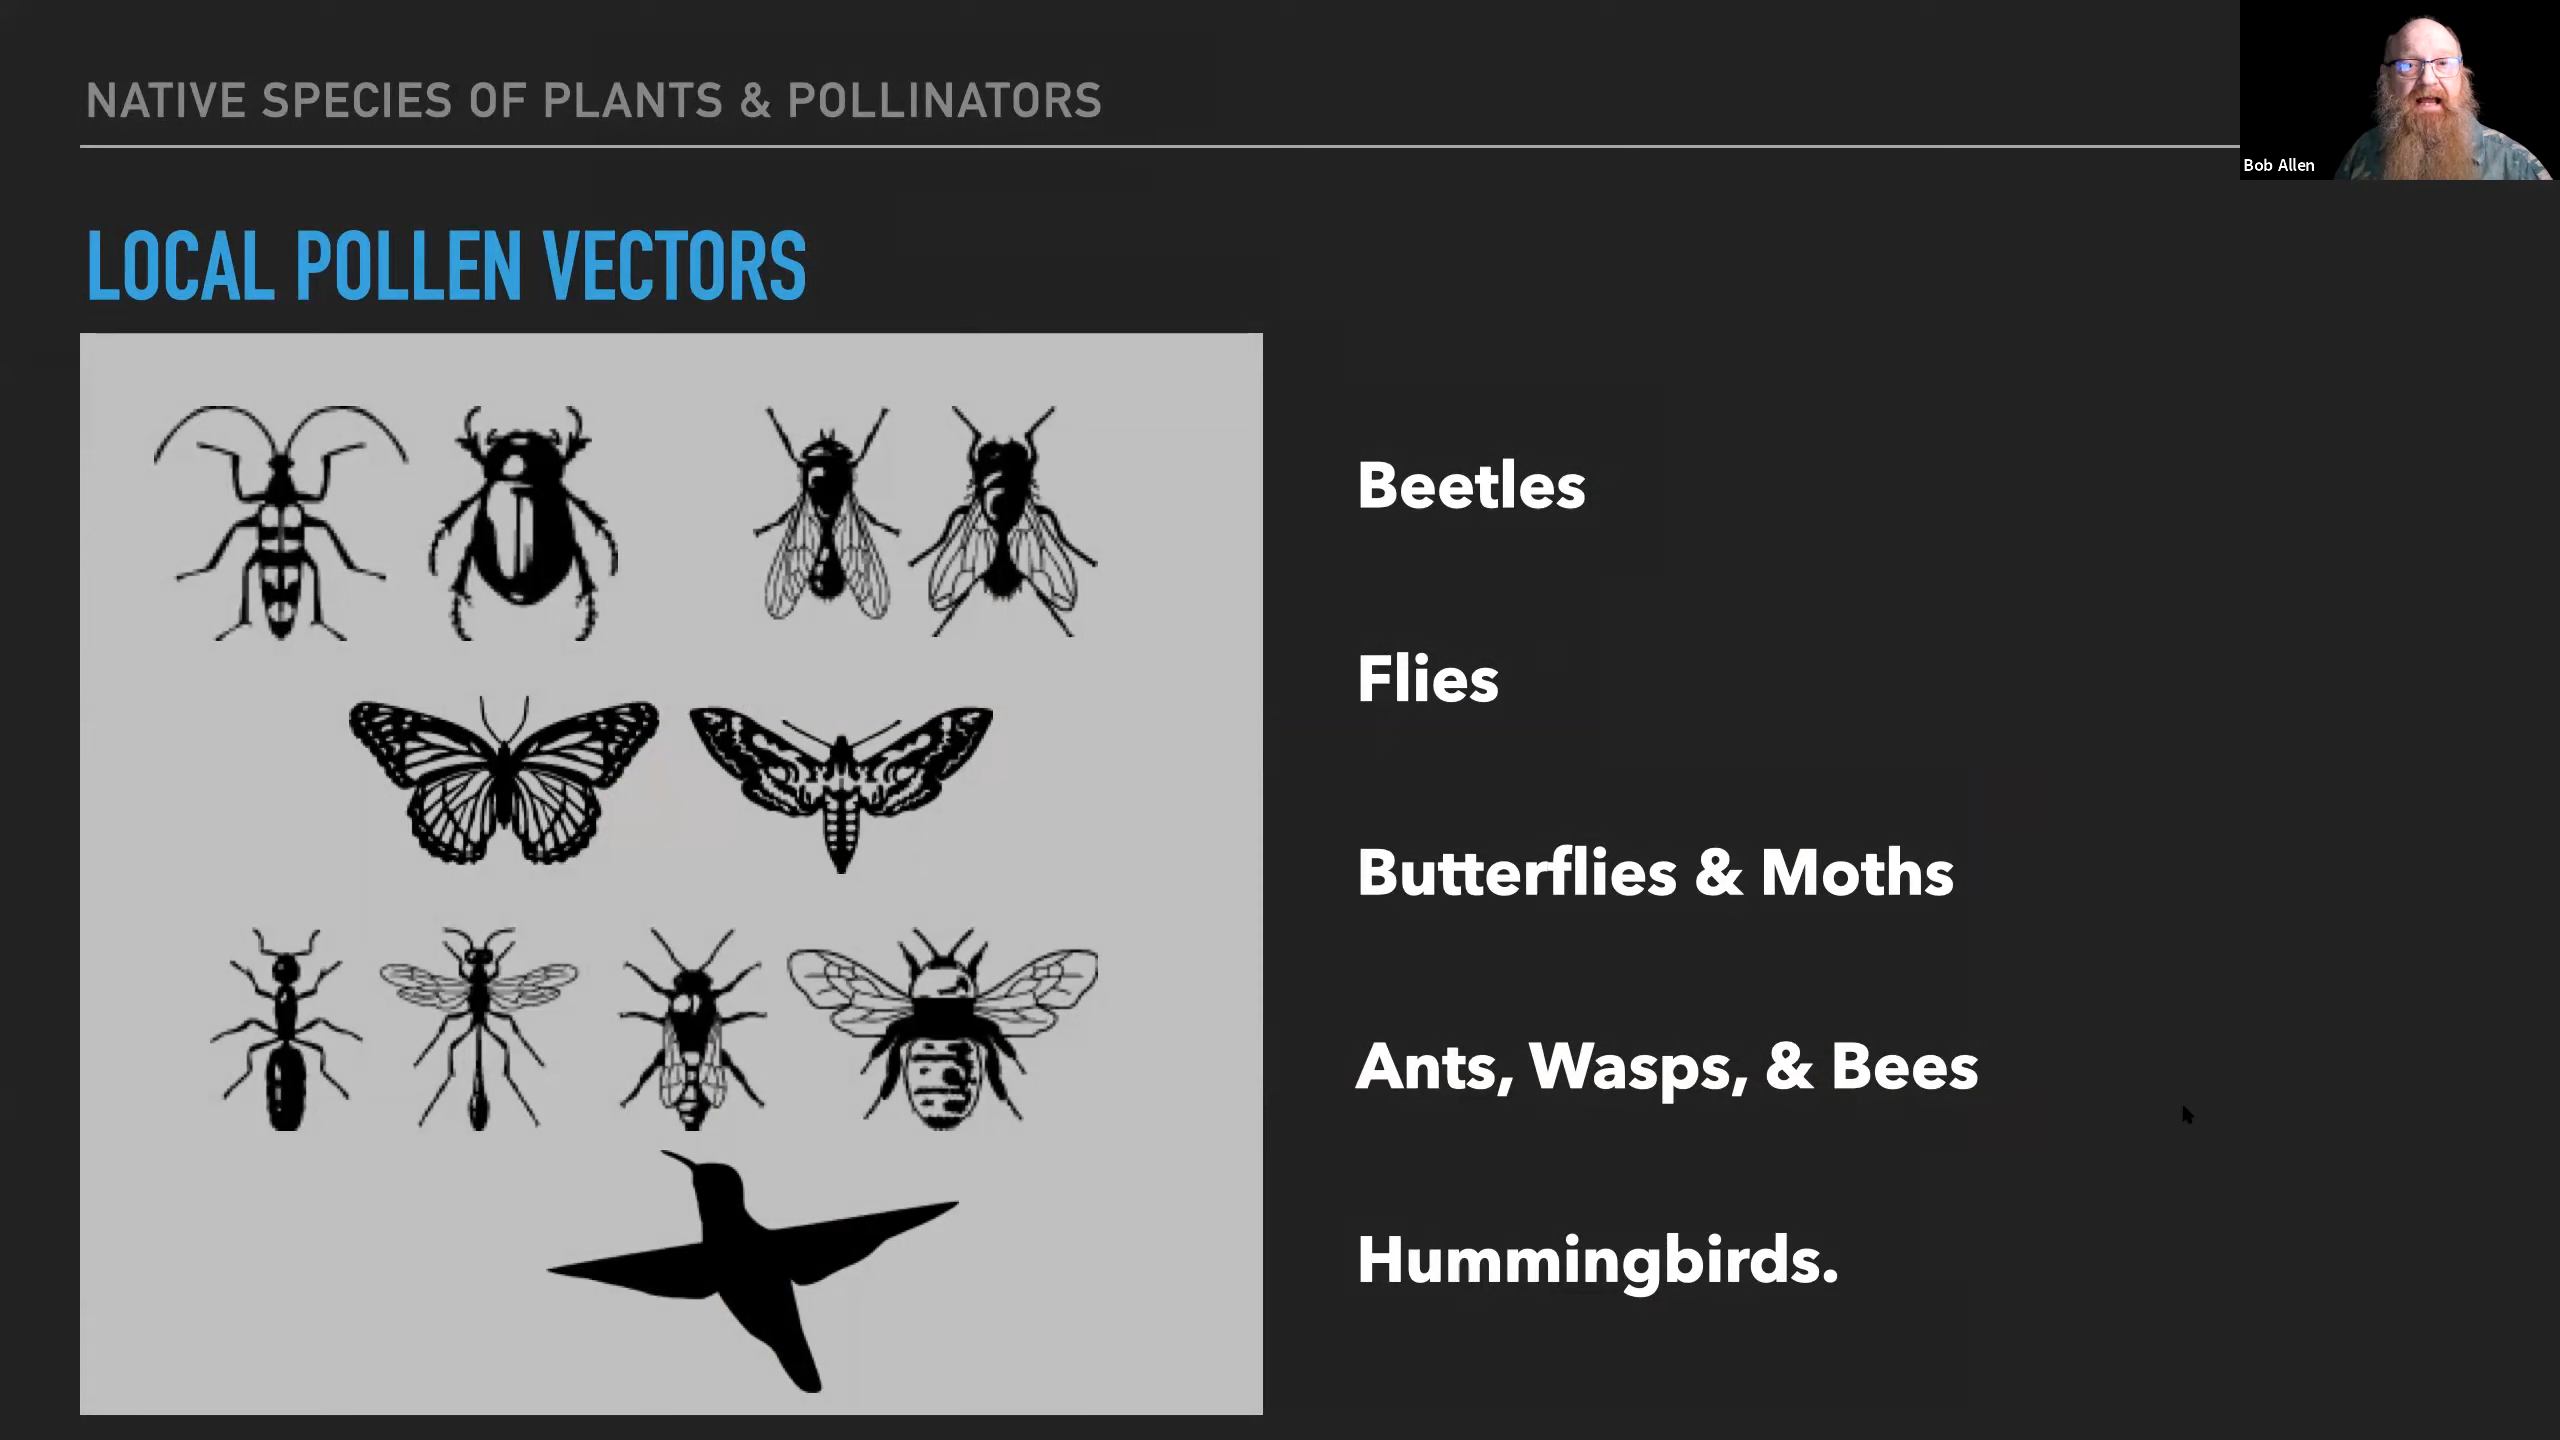 NATIVE SPECIES OF PLANTS & POLLINATORS
Bob Allen
LOCAL POLLEN VECTORS
Beetles
Flies
Butterflies & Moths
Ants, Wasps, & Bees
Hummingbirds.